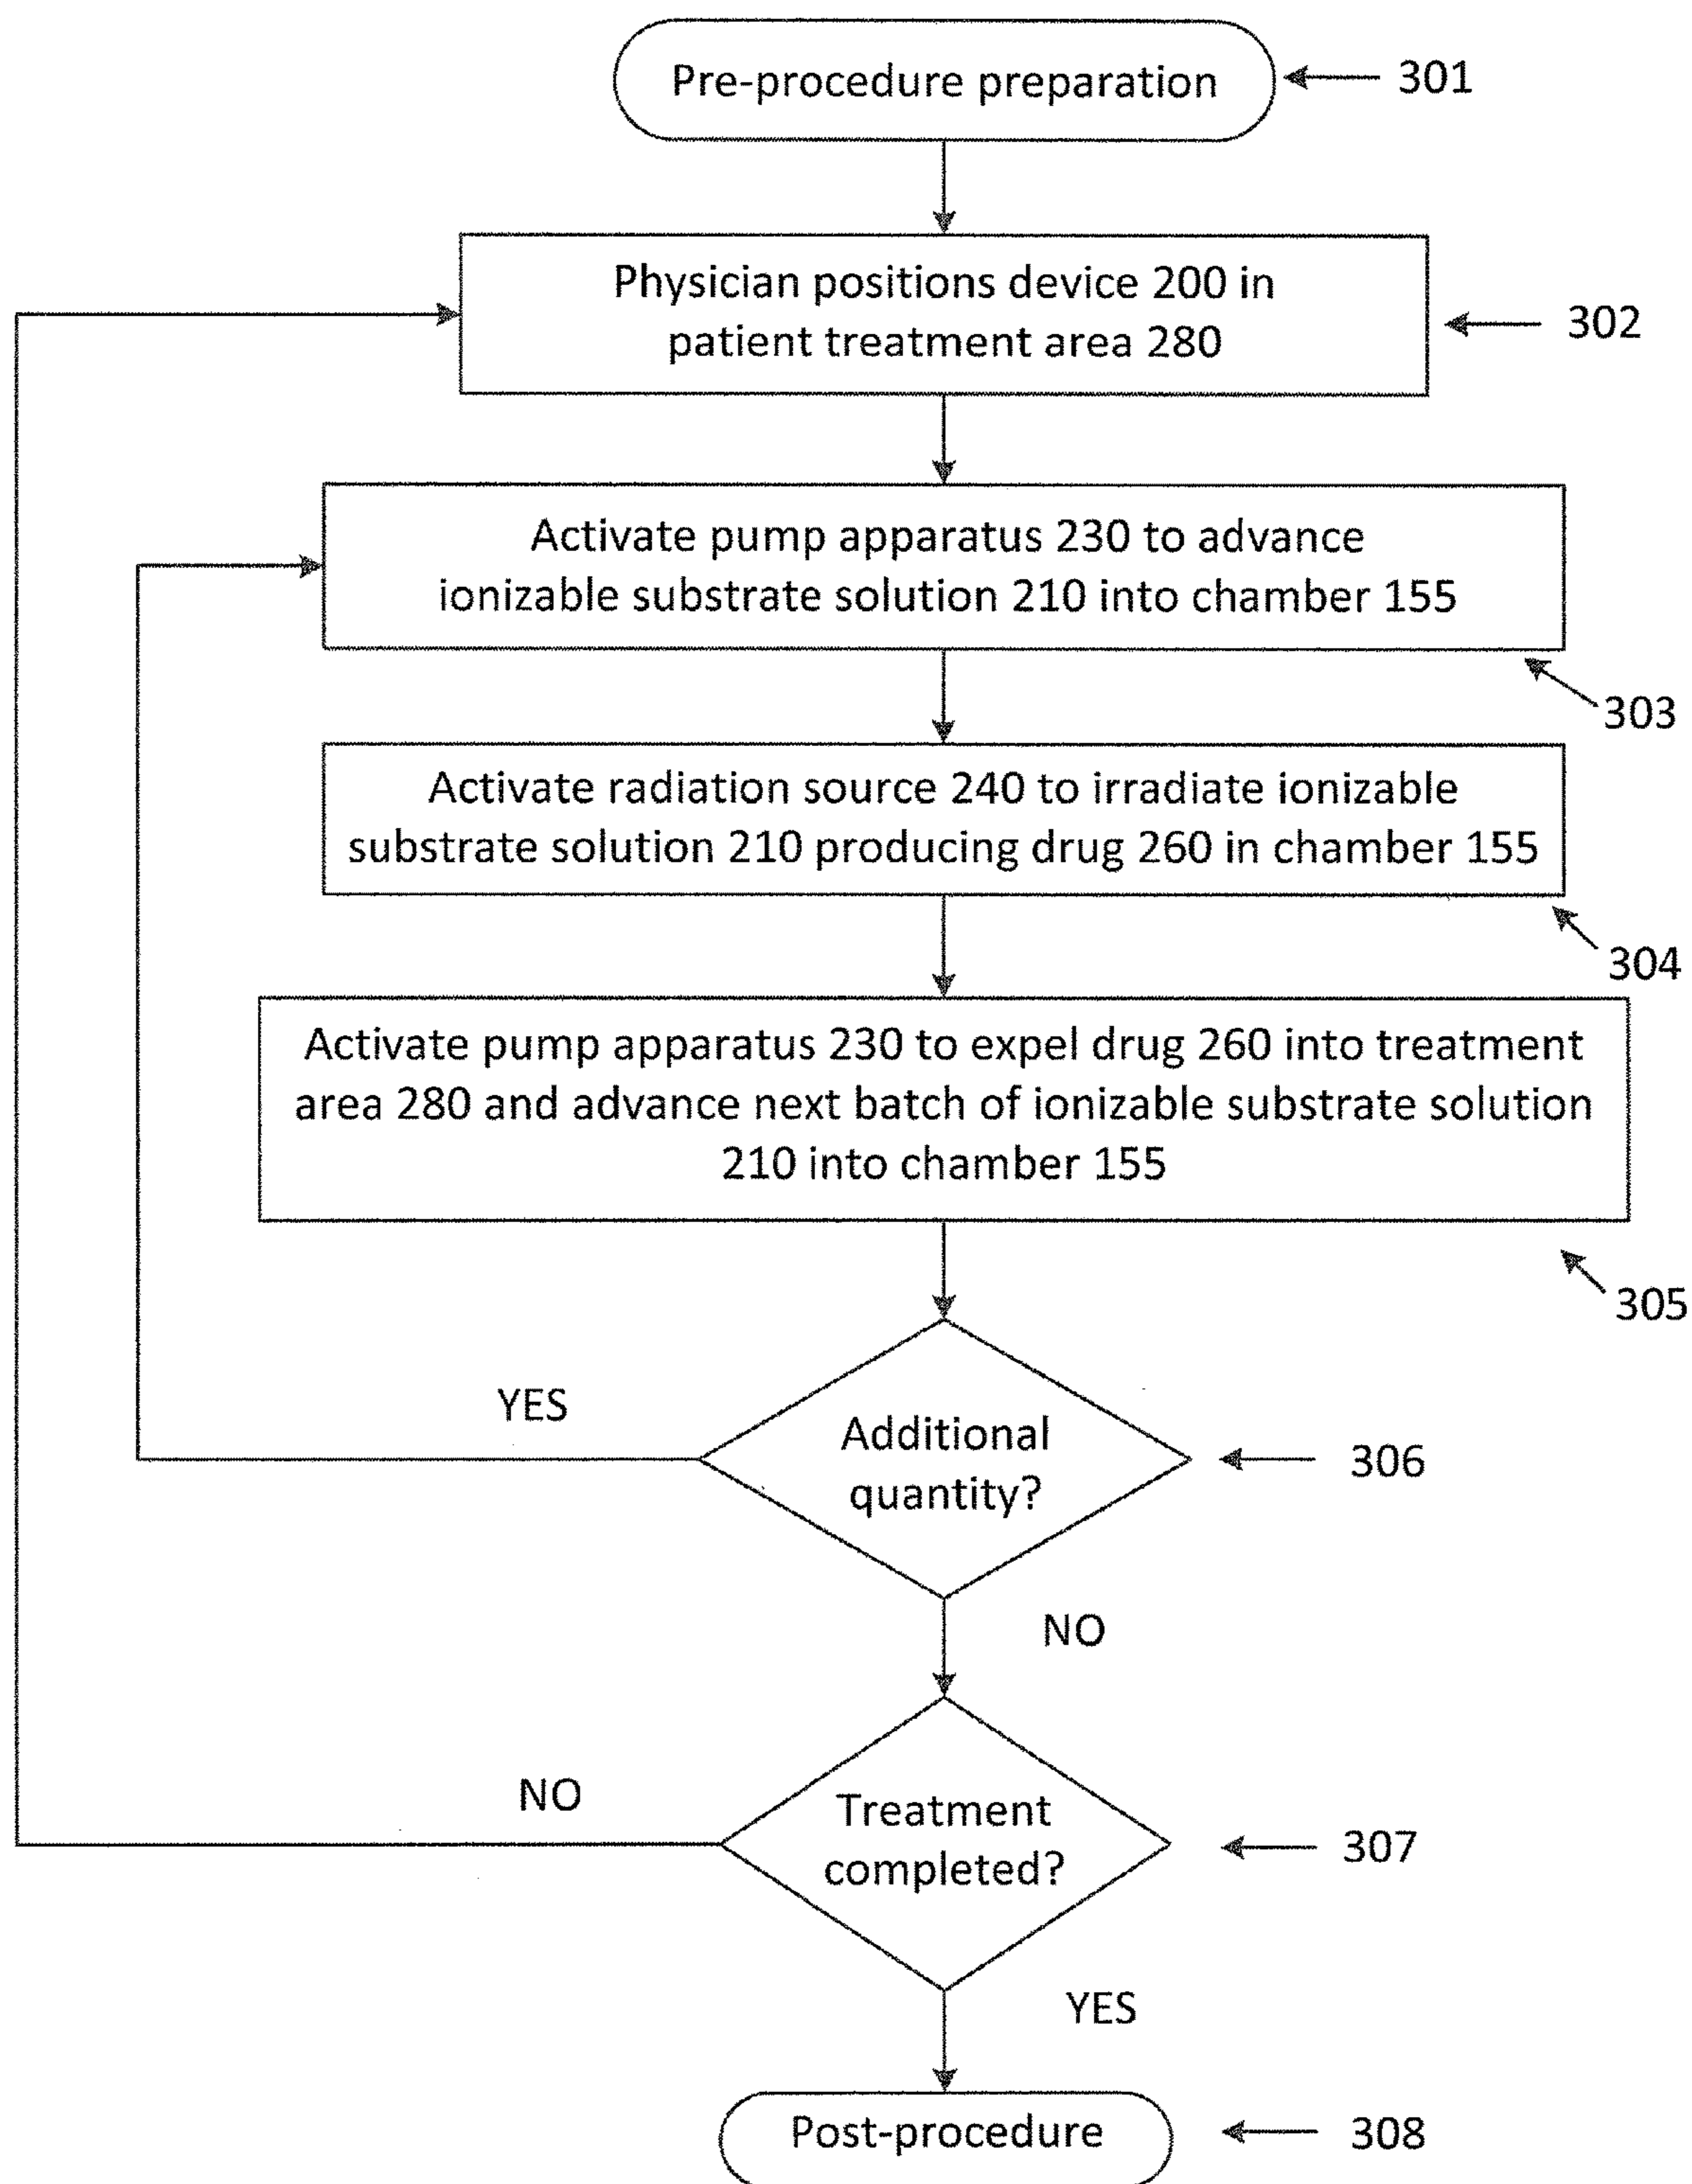 Pre-procedure preparation
301
Physician positions device 200 in
patient treatment area 280
302
Activate pump apparatus 230 to advance
ionizable substrate solution 210 into chamber 155
303
Activate radiation source 240 to irradiate ionizable
substrate solution 210 producing drug 260 in chamber 155
304
Activate pump apparatus 230 to expel drug 260 into treatment
area 280 and advance next batch of ionizable substrate solution
210 into chamber 155
305
YES
Additional
quantity?
306
NO
NO
Treatment
completed?
307
YES
Post-procedure
308